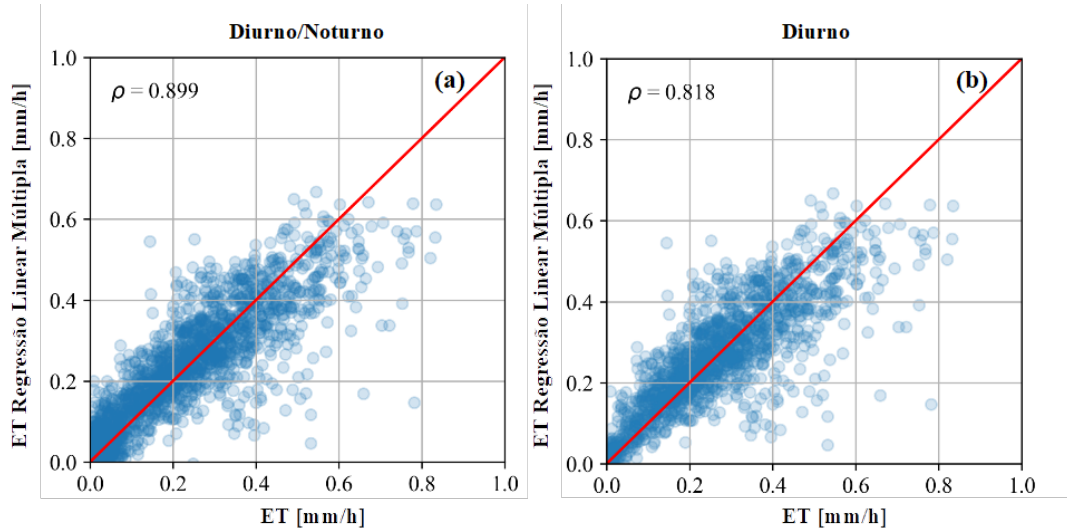 Diurno/Noturno
ρ = 0.899
(a)
ET Regressão Linear Múltipla [mm/h]
1.0
0.8
0.6
0.4
0.2
0.0
0.0 0.2 0.4 0.6 0.8 1.0
ET [mm/h]
Diurno
ρ = 0.818
(b)
ET Regressão Linear Múltipla [mm/h]
1.0
0.8
0.6
0.4
0.2
0.0
0.0 0.2 0.4 0.6 0.8 1.0
ET [mm/h]